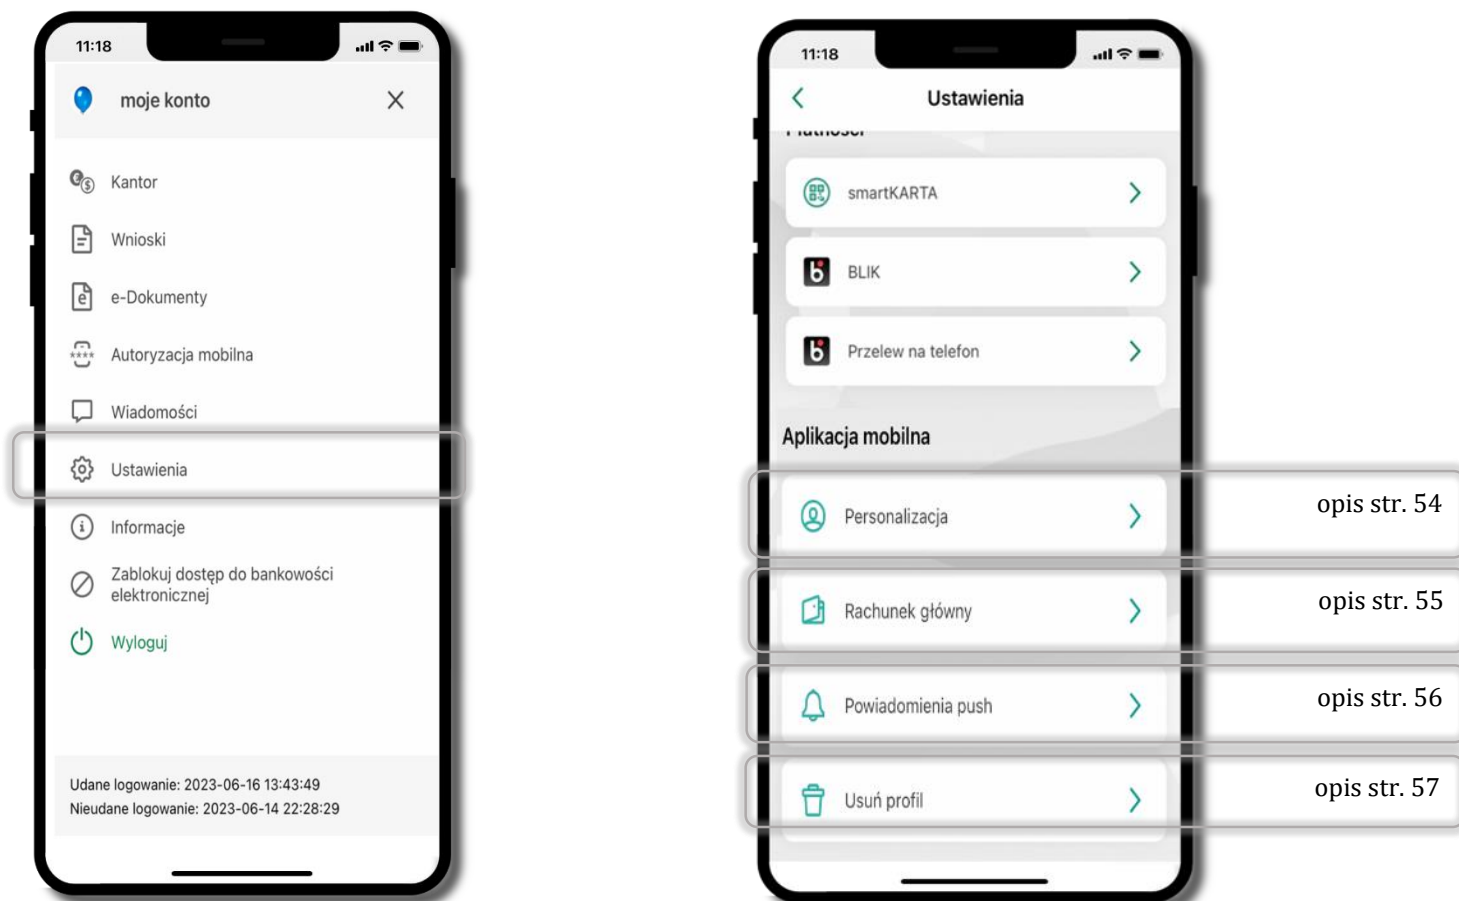 11:18
moje konto
Kantor
Wnioski
e-Dokumenty
Autoryzacja mobilna
Wiadomości
Ustawienia
Informacje
Zablokuj dostęp do bankowości
elektronicznej
Wyloguj
Udane logowanie: 2023-06-16 13:43:49
Nieudane logowanie: 2023-06-14 22:28:29
11:18
Ustawienia
Płatności
smartKARTA
BLIK
Przelew na telefon
Aplikacja mobilna
Personalizacja
opis str. 54
Rachunek główny
opis str. 55
Powiadomienia push
opis str. 56
Usuń profil
opis str. 57